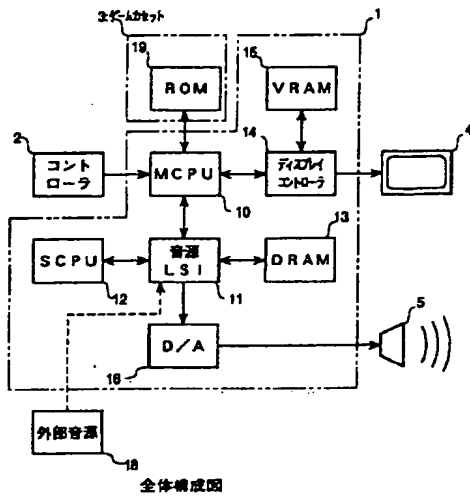 3:ゲームカセット
1
19
ROM
15
VRAM
2
コント
ローラ
MCPU
10
14
ディスプレイ
コントローラ
4
13
SCPU
12
音源
LSI
11
DRAM
D/A
16
5
外部音源
18
全体構成図